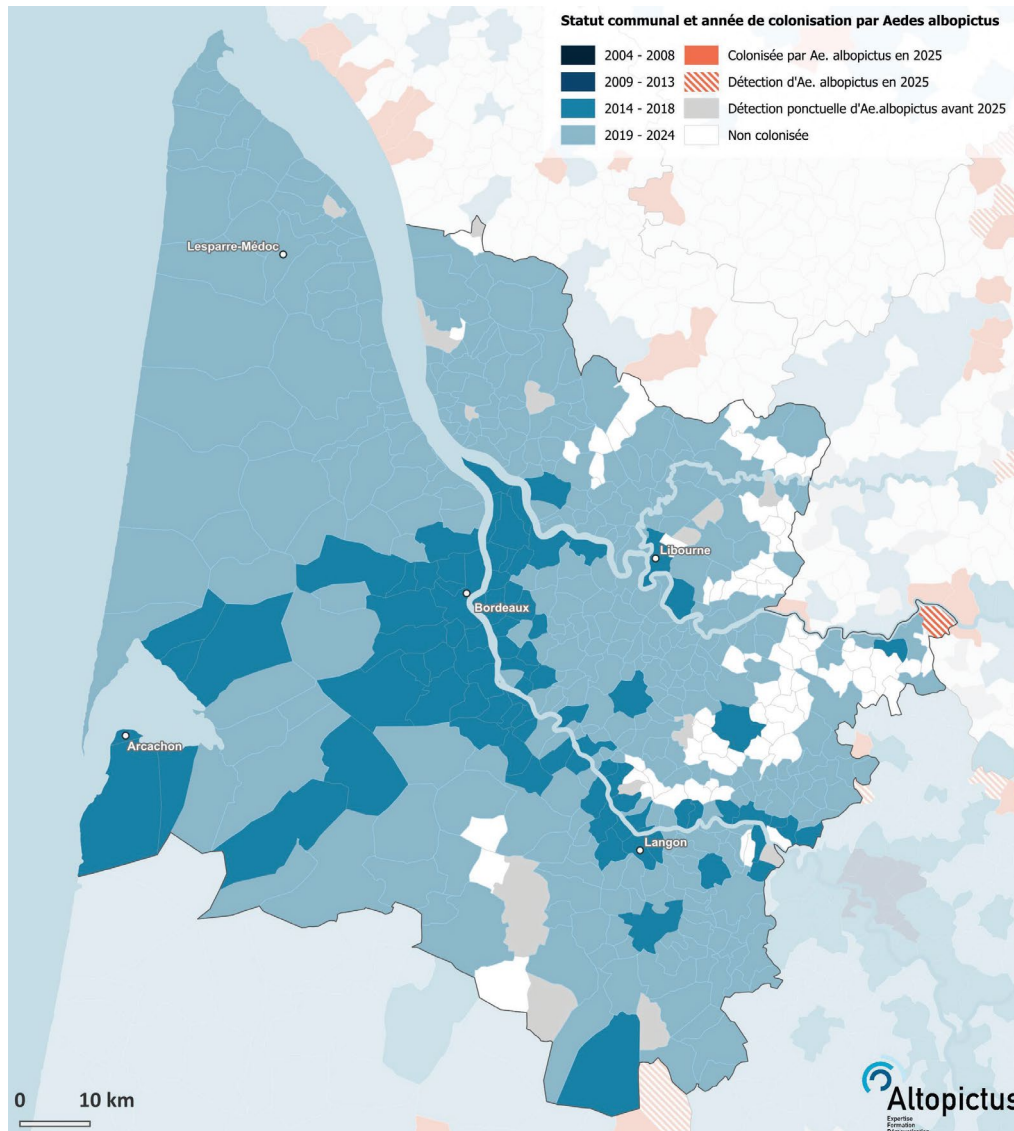 Statut communal et année de colonisation par Aedes albopictus
2004 - 2008
Colonisée par Ae. albopictus en 2025
2009 - 2013
Détection d'Ae. albopictus en 2025
2014 - 2018
Détection ponctuelle d'Ae.albopictus avant 2025
2019 - 2024
Non colonisée
Lesparre-Médoc
Libourne
Bordeaux
Arcachon
Langon
0 10 km
Altopictus
Expertise
Formation